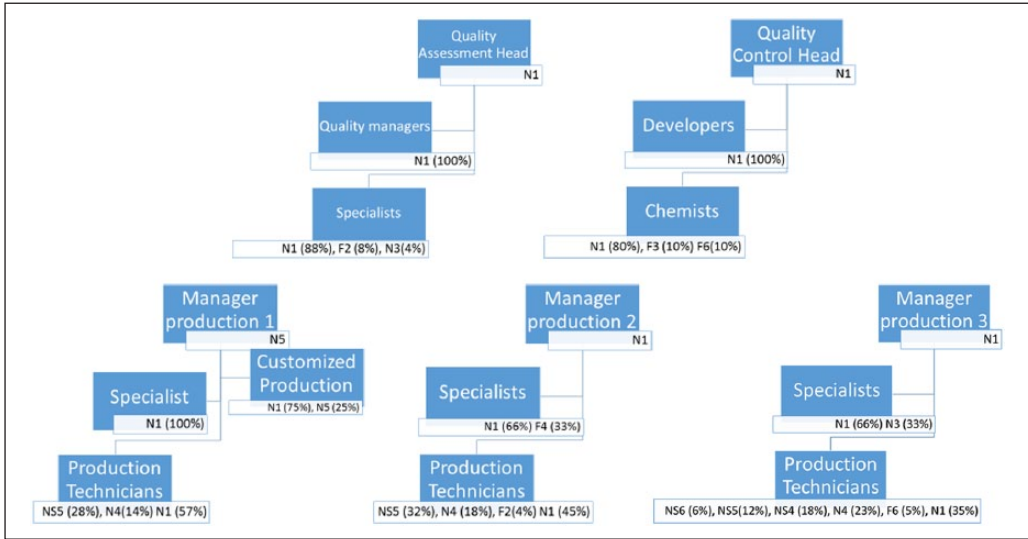 Quality
Assessment Head
N1
Quality managers
N1 (100%)
Specialists
N1 (88%), F2 (8%), N3(4%)
Quality
Control Head
N1
Developers
N1 (100%)
Chemists
N1 (80%), F3 (10%) F6(10%)
Manager
production 1
N5
Customized
Production
N1 (75%), N5 (25%)
Specialist
N1 (100%)
Production
Technicians
NS5 (28%), N4(14%) N1 (57%)
Manager
production 2
N1
Specialists
N1 (66%) F4 (33%)
Production
Technicians
NS5 (32%), N4 (18%), F2(4%) N1 (45%)
Manager
production 3
N1
Specialists
N1 (66%) N3 (33%)
Production
Technicians
NS6 (6%), NS5(12%), NS4 (18%), N4 (23%), F6 (5%), N1 (35%)